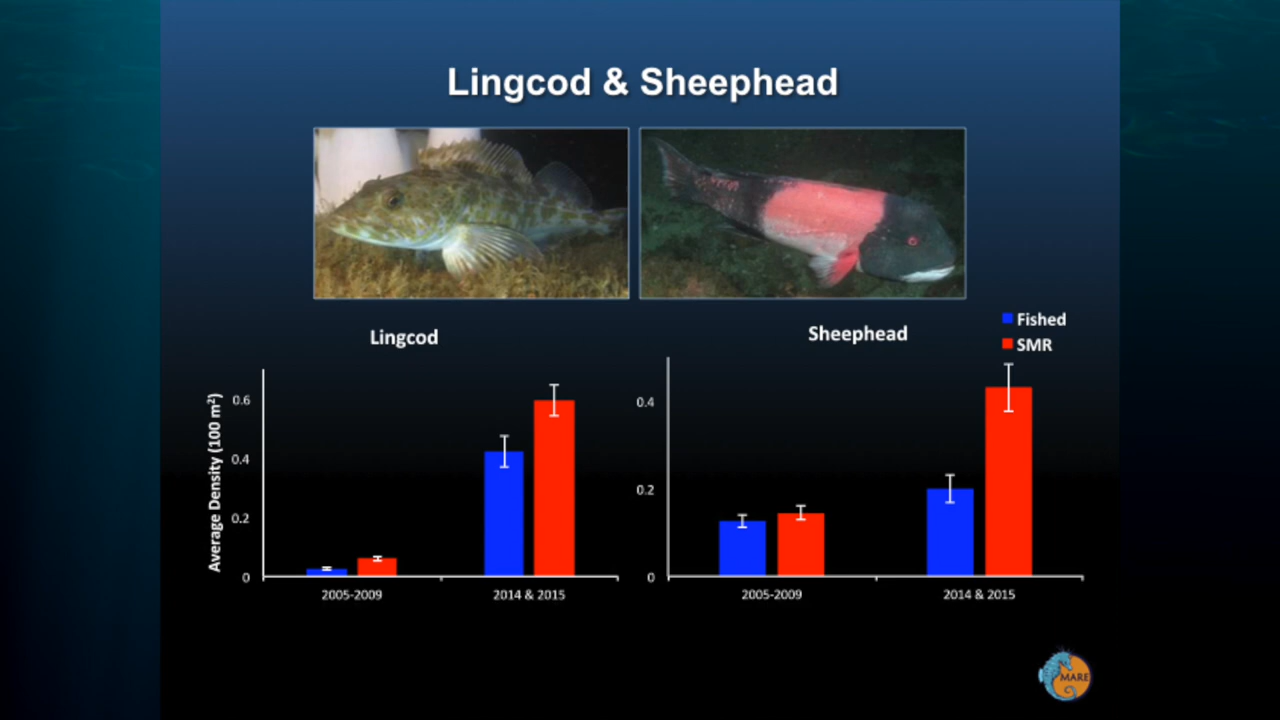 Lingcod & Sheephead
Lingcod
Sheephead
Fished
SMR
Average Density (100 m²)
0.6
0.4
0.2
0
2005-2009
2014 & 2015
0.4
0.2
0
2005-2009
2014 & 2015
MARE